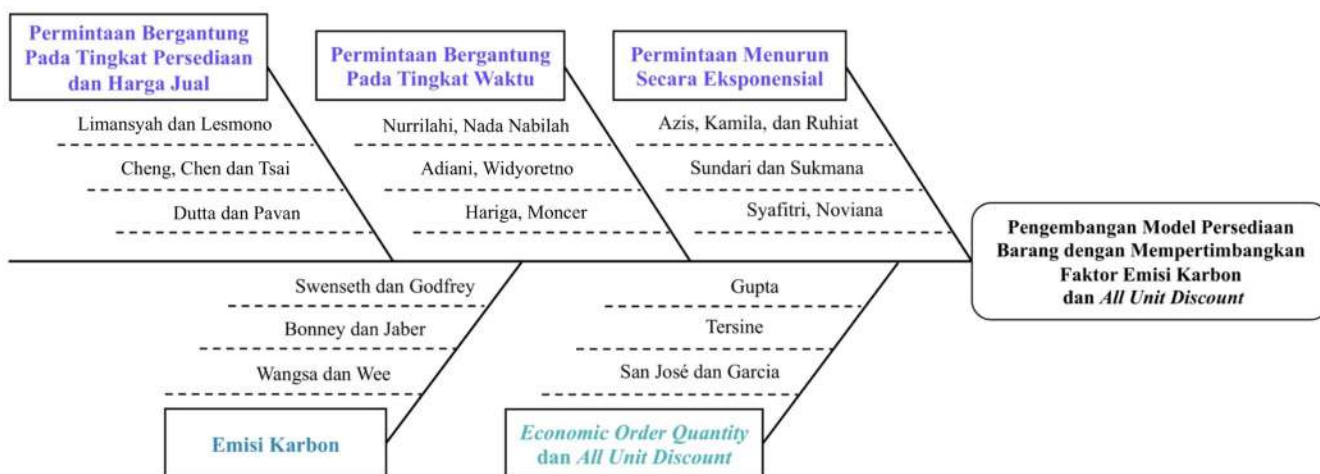 Permintaan Bergantung
Pada Tingkat Persediaan
dan Harga Jual
Limansyah dan Lesmono
Cheng, Chen dan Tsai
Dutta dan Pavan
Permintaan Bergantung
Pada Tingkat Waktu
Nurrilahi, Nada Nabilah
Adiani, Widyoretno
Hariga, Moncer
Permintaan Menurun
Secara Eksponensial
Azis, Kamila, dan Ruhiat
Sundari dan Sukmana
Syafitri, Noviana
Pengembangan Model Persediaan
Barang dengan Mempertimbangkan
Faktor Emisi Karbon
dan All Unit Discount
Swenseth dan Godfrey
Bonney dan Jaber
Wangsa dan Wee
Emisi Karbon
Gupta
Tersine
San José dan Garcia
Economic Order Quantity
dan All Unit Discount